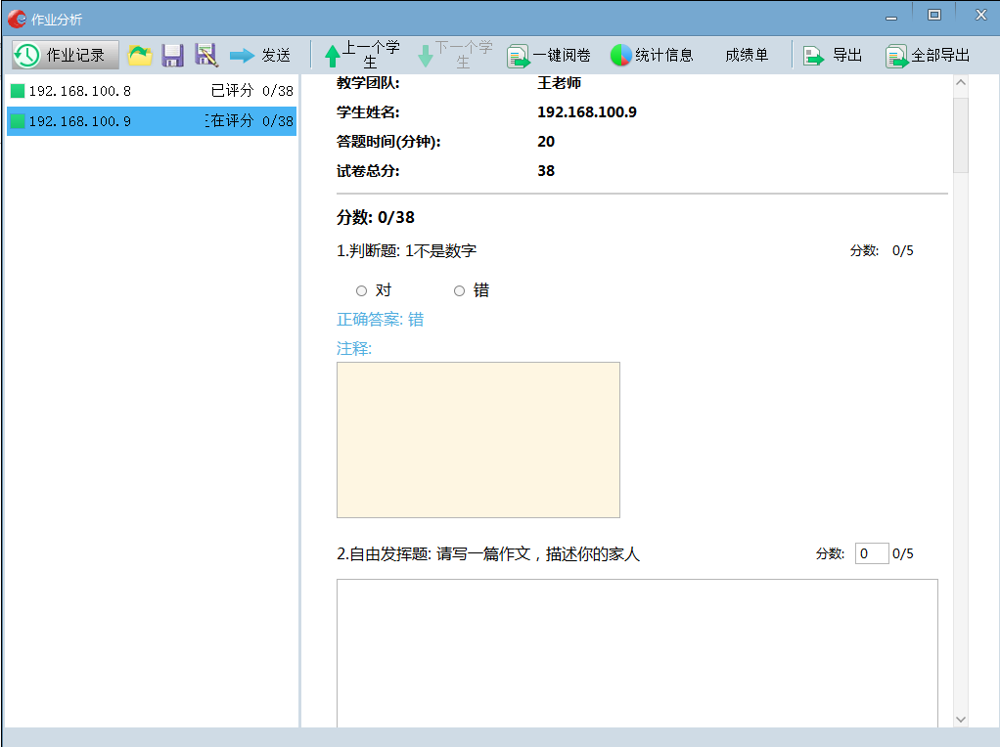 作业分析
作业记录
发送
上一个学生
下一个学生
一键阅卷
统计信息
成绩单
导出
全部导出
192.168.100.8 已评分 0/38
192.168.100.9 在评分 0/38
教学团队: 王老师
学生姓名: 192.168.100.9
答题时间(分钟): 20
试卷总分: 38
分数: 0/38
1.判断题: 1不是数字 分数: 0/5
对 错
正确答案: 错
注释:
2.自由发挥题: 请写一篇作文，描述你的家人 分数: 0 0/5